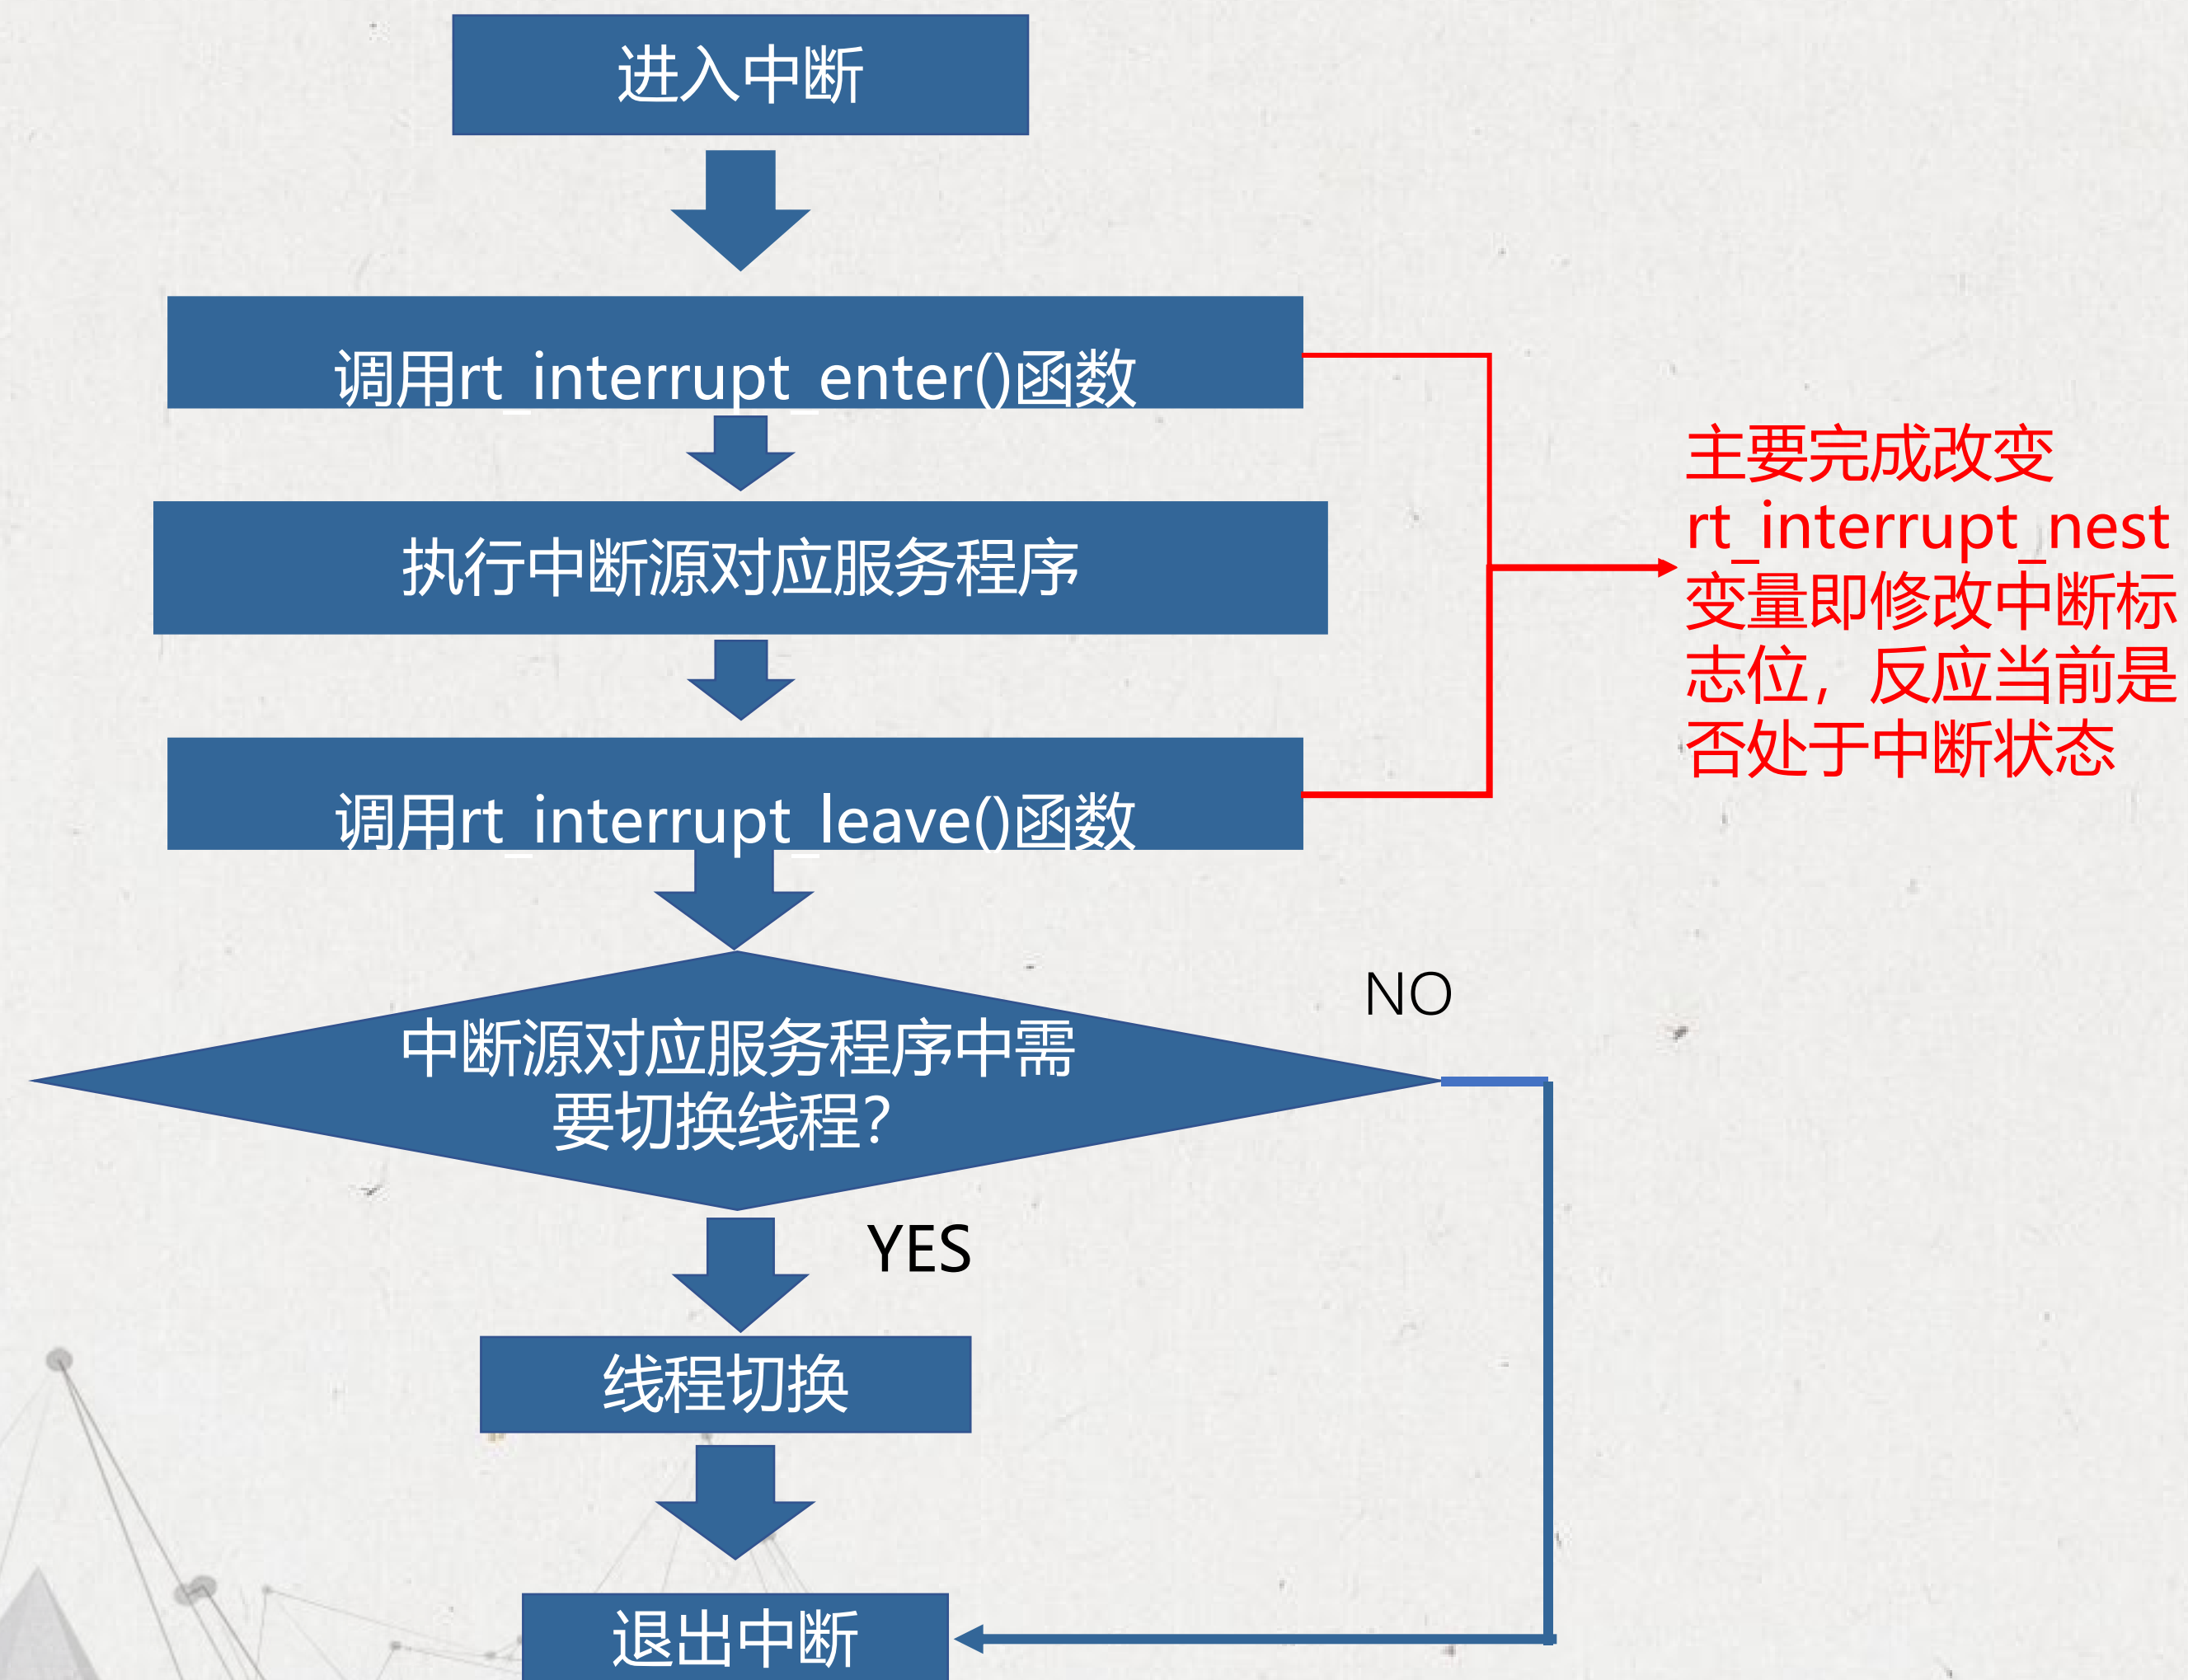 进入中断
调用rt_interrupt_enter()函数
执行中断源对应服务程序
调用rt_interrupt_leave()函数
主要完成改变
rt_interrupt_nest
变量即修改中断标
志位，反应当前是
否处于中断状态
中断源对应服务程序中需
要切换线程？
NO
YES
线程切换
退出中断